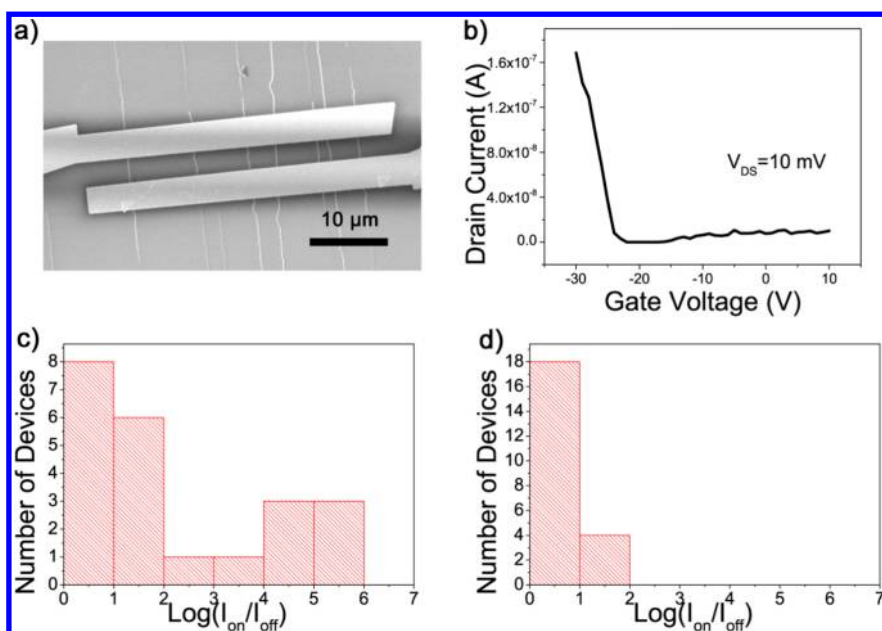 a)
10 μm
b)
Drain Current (A)
1.6x10⁻⁷
1.2x10⁻⁷
8.0x10⁻⁸
4.0x10⁻⁸
0.0
V_DS=10 mV
-30 -20 -10 0 10
Gate Voltage (V)
c)
Number of Devices
8
7
6
5
4
3
2
1
0
0 1 2 3 4 5 6 7
Log(I_on/I_off)
d)
Number of Devices
18
16
14
12
10
8
6
4
2
0
0 1 2 3 4 5 6 7
Log(I_on/I_off)